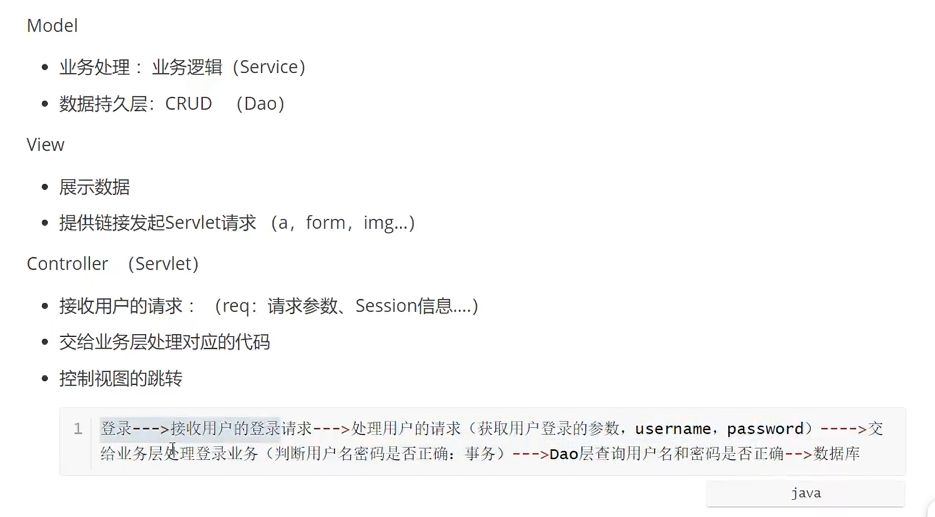 Model
业务处理 ：业务逻辑（Service）
数据持久层：CRUD （Dao）
View
展示数据
提供链接发起Servlet请求 （a，form，img...）
Controller （Servlet）
接收用户的请求 ：（req：请求参数、Session信息....）
交给业务层处理对应的代码
控制视图的跳转
1 登录--->接收用户的登录请求--->处理用户的请求（获取用户登录的参数，username，password）---->交
给业务层处理登录业务（判断用户名密码是否正确：事务）--->Dao层查询用户名和密码是否正确-->数据库
java